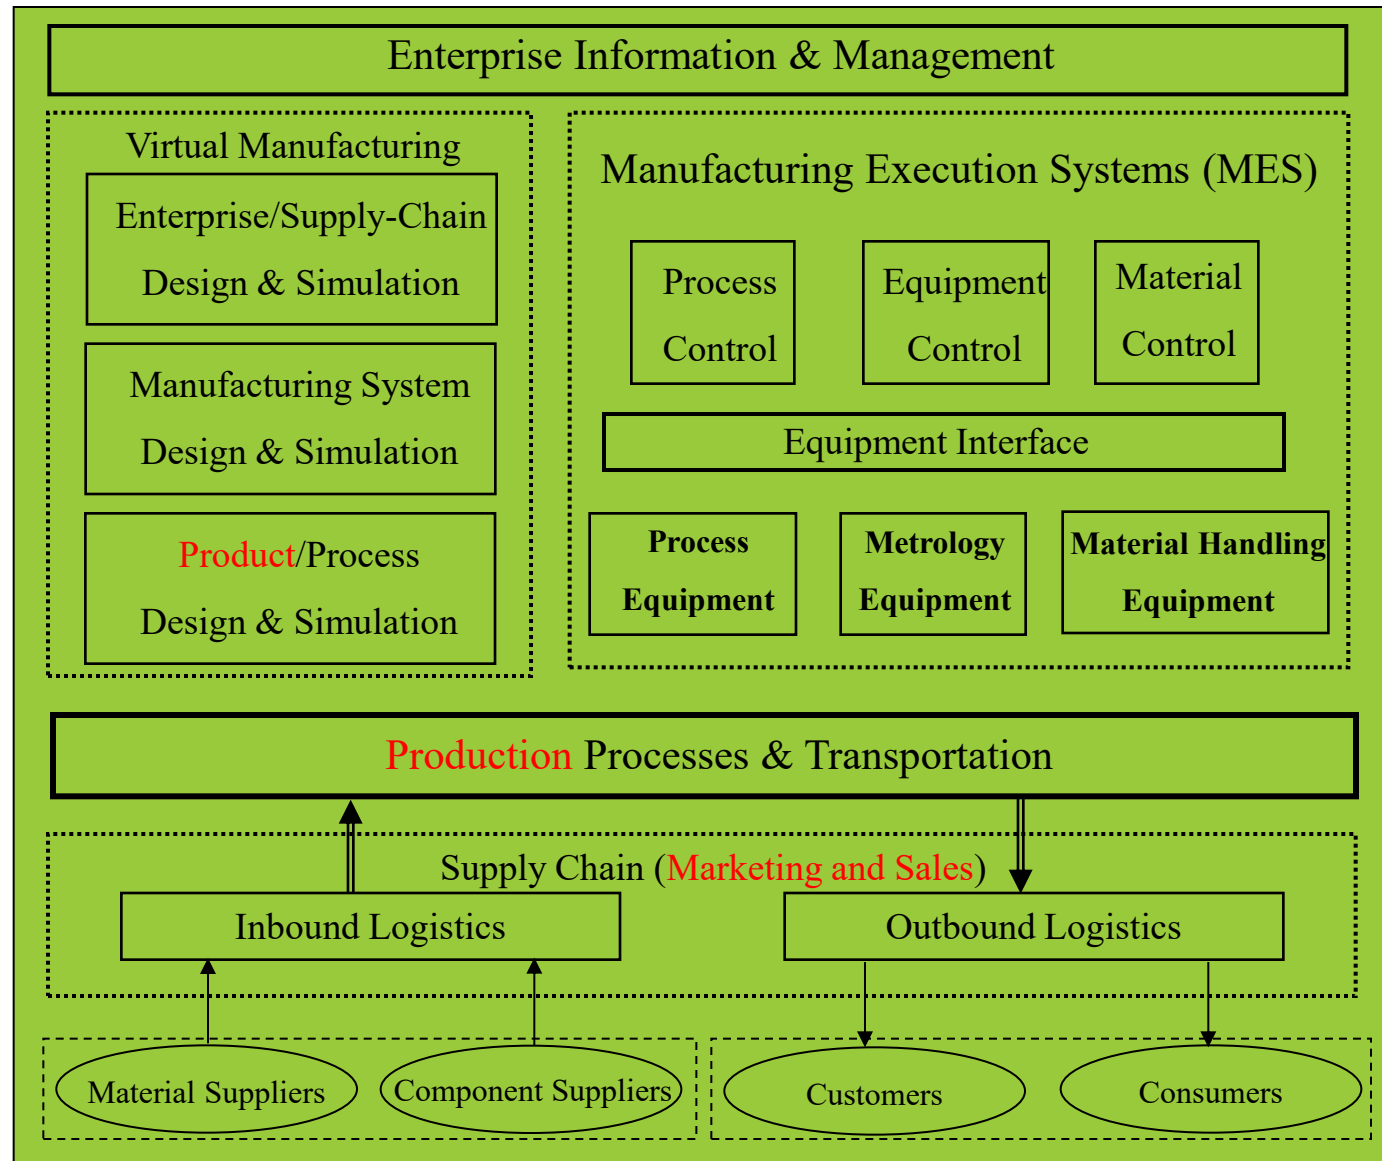 Enterprise Information & Management
Virtual Manufacturing
Enterprise/Supply-Chain
Design & Simulation
Manufacturing System
Design & Simulation
Product/Process
Design & Simulation
Manufacturing Execution Systems (MES)
Process
Control
Equipment
Control
Material
Control
Equipment Interface
Process
Equipment
Metrology
Equipment
Material Handling
Equipment
Production Processes & Transportation
Supply Chain (Marketing and Sales)
Inbound Logistics
Outbound Logistics
Material Suppliers
Component Suppliers
Customers
Consumers